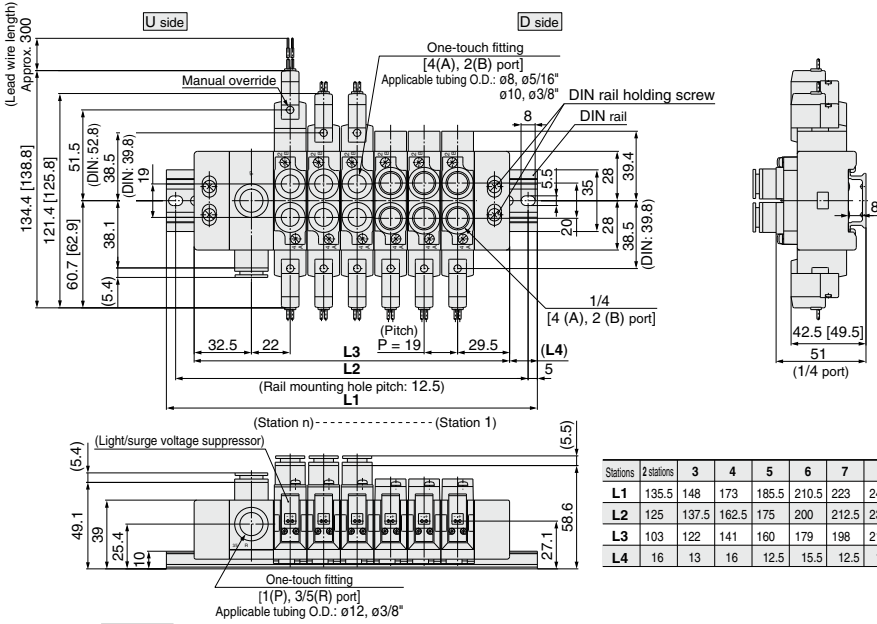 U side
D side
(Lead wire length)
Approx. 300
One-touch fitting
[4(A), 2(B) port]
Applicable tubing O.D.: ø8, ø5/16"
ø10, ø3/8"
Manual override
DIN rail holding screw
DIN rail
8
134.4 [138.8]
121.4 [125.8]
60.7 [62.9]
51.5
(DIN: 52.8)
38.5
(DIN: 39.8)
19
38.1
(5.4)
5.5
20
35
28
28
39.4
38.5
(DIN: 39.8)
8
1/4
[4 (A), 2 (B) port]
(Pitch)
P = 19
32.5
22
29.5
L3
(L4)
L2
5
(Rail mounting hole pitch: 12.5)
L1
42.5 [49.5]
51
(1/4 port)
(Station n)
(Station 1)
(Light/surge voltage suppressor)
(5.4)
(5.5)
49.1
39
25.4
10
27.1
58.6
One-touch fitting
[1(P), 3/5(R) port]
Applicable tubing O.D.: ø12, ø3/8"
Stations 2 stations 3 4 5 6 7
L1 135.5 148 173 185.5 210.5 223
L2 125 137.5 162.5 175 200 212.5
L3 103 122 141 160 179 198
L4 16 13 16 12.5 15.5 12.5